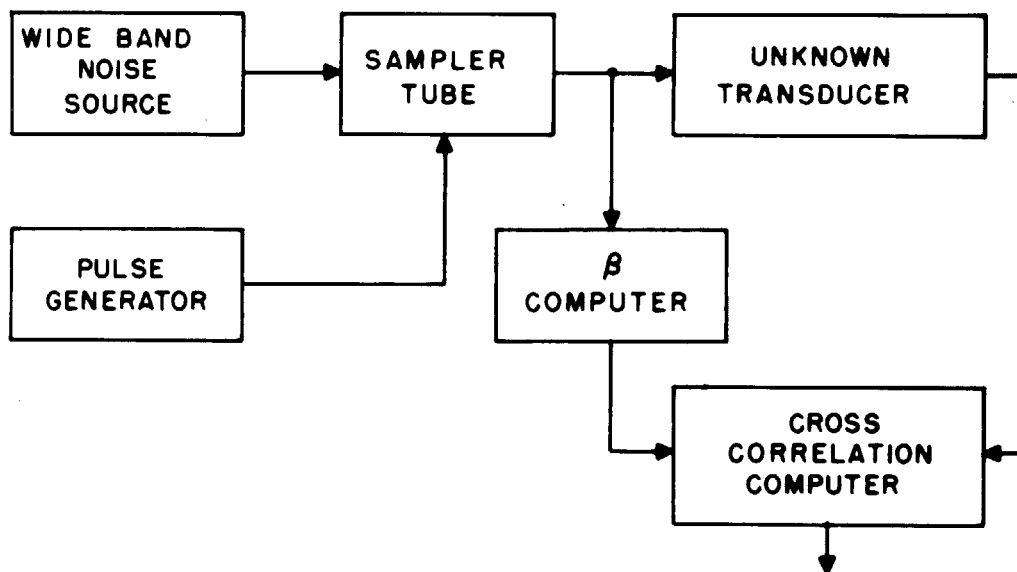 WIDE BAND
NOISE
SOURCE
SAMPLER
TUBE
UNKNOWN
TRANSDUCER
PULSE
GENERATOR
β
COMPUTER
CROSS
CORRELATION
COMPUTER